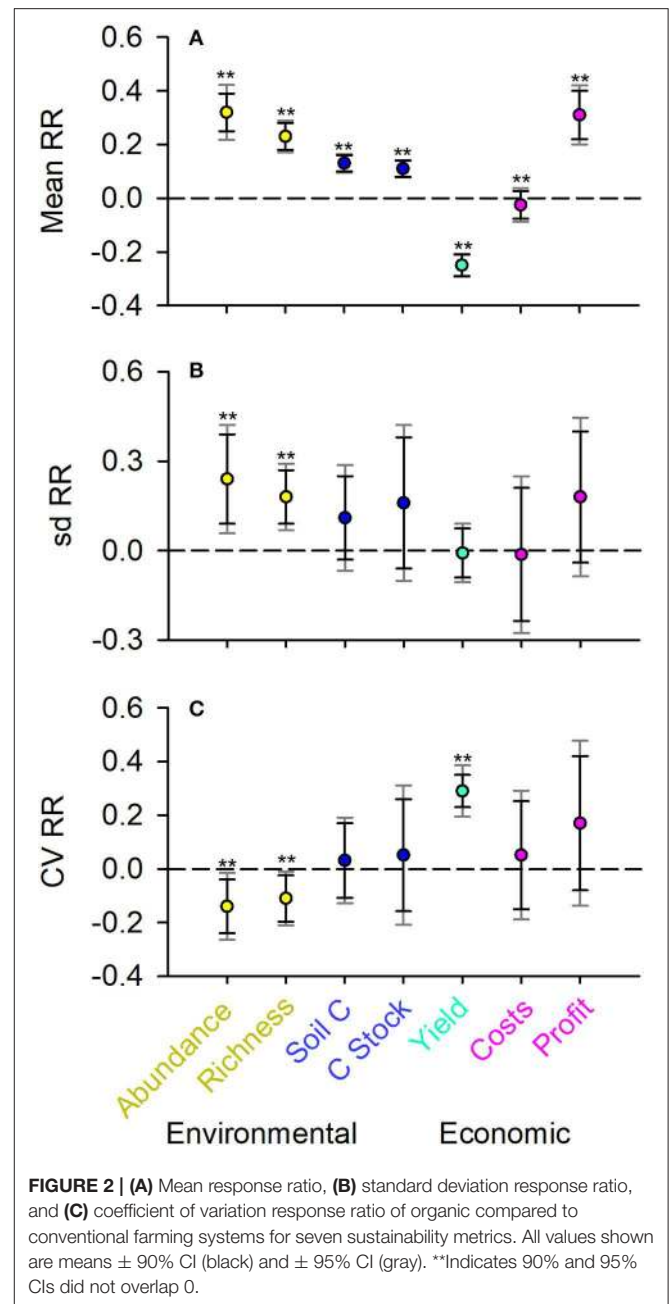 A
0.6
0.4
0.2
0.0
-0.2
-0.4
Mean RR
**
**
**
**
**
**
**
B
0.6
0.3
0.0
-0.3
sd RR
**
**
C
0.6
0.4
0.2
0.0
-0.2
-0.4
CV RR
**
**
**
Abundance
Richness
Soil C
C Stock
Yield
Costs
Profit
Environmental Economic
FIGURE 2 | (A) Mean response ratio, (B) standard deviation response ratio,
and (C) coefficient of variation response ratio of organic compared to
conventional farming systems for seven sustainability metrics. All values shown
are means ± 90% CI (black) and ± 95% CI (gray). **Indicates 90% and 95%
CIs did not overlap 0.